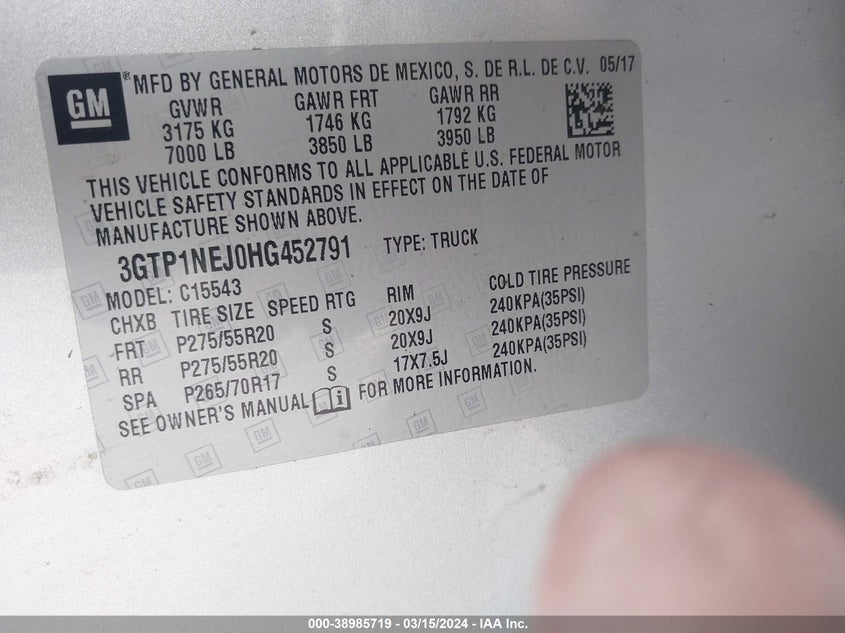 GM
® MFD BY GENERAL MOTORS DE MEXICO, S. DE R.L. DE C.V. 05/17
GVWR GAWR FRT GAWR RR
3175 KG 1746 KG 1792 KG
7000 LB 3850 LB 3950 LB
THIS VEHICLE CONFORMS TO ALL APPLICABLE U.S. FEDERAL MOTOR
VEHICLE SAFETY STANDARDS IN EFFECT ON THE DATE OF
MANUFACTURE SHOWN ABOVE.
3GTP1NEJ0HG452791 TYPE: TRUCK
MODEL: C15543
CHXB TIRE SIZE SPEED RTG RIM COLD TIRE PRESSURE
FRT P275/55R20 S 20X9J 240KPA(35PSI)
RR P275/55R20 S 20X9J 240KPA(35PSI)
SPA P265/70R17 S 17X7.5J 240KPA(35PSI)
SEE OWNER'S MANUAL i FOR MORE INFORMATION.
000-38985719 / 03/15/2024 - IAA Inc.